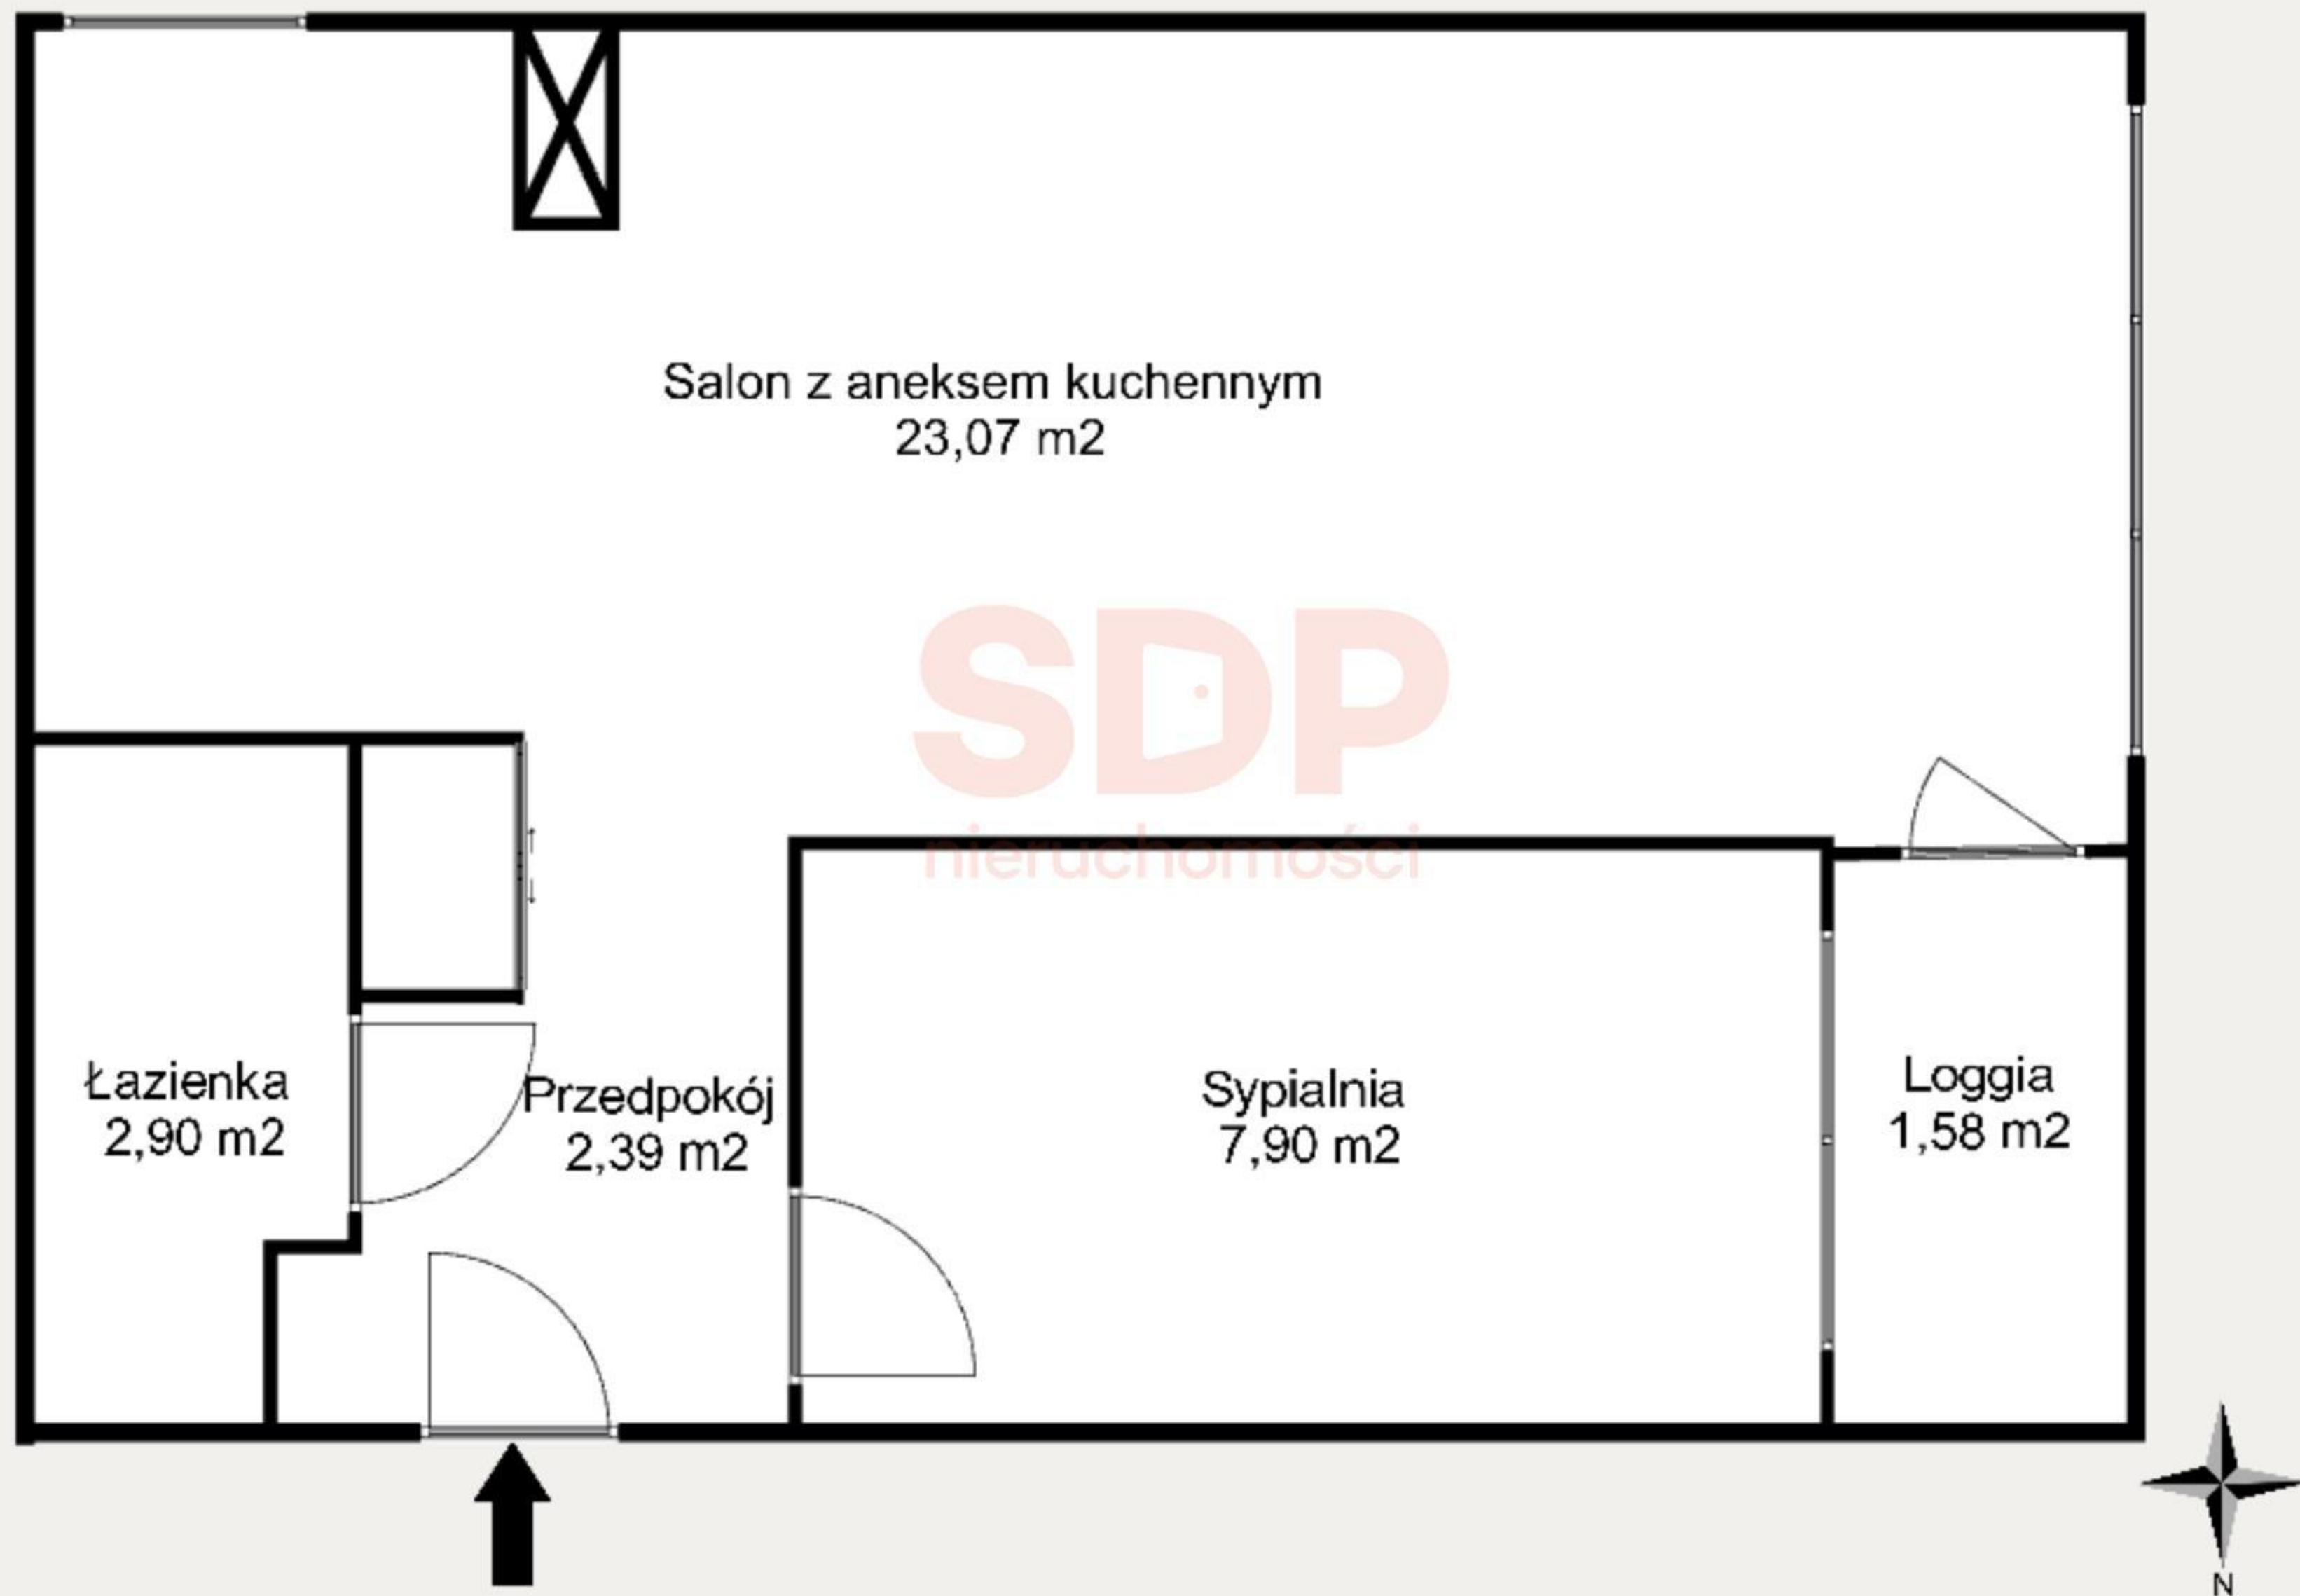 Salon z aneksem kuchennym
23,07 m2
SDP
nieruchomości
Łazienka
2,90 m2
Przedpokój
2,39 m2
Sypialnia
7,90 m2
Loggia
1,58 m2
N